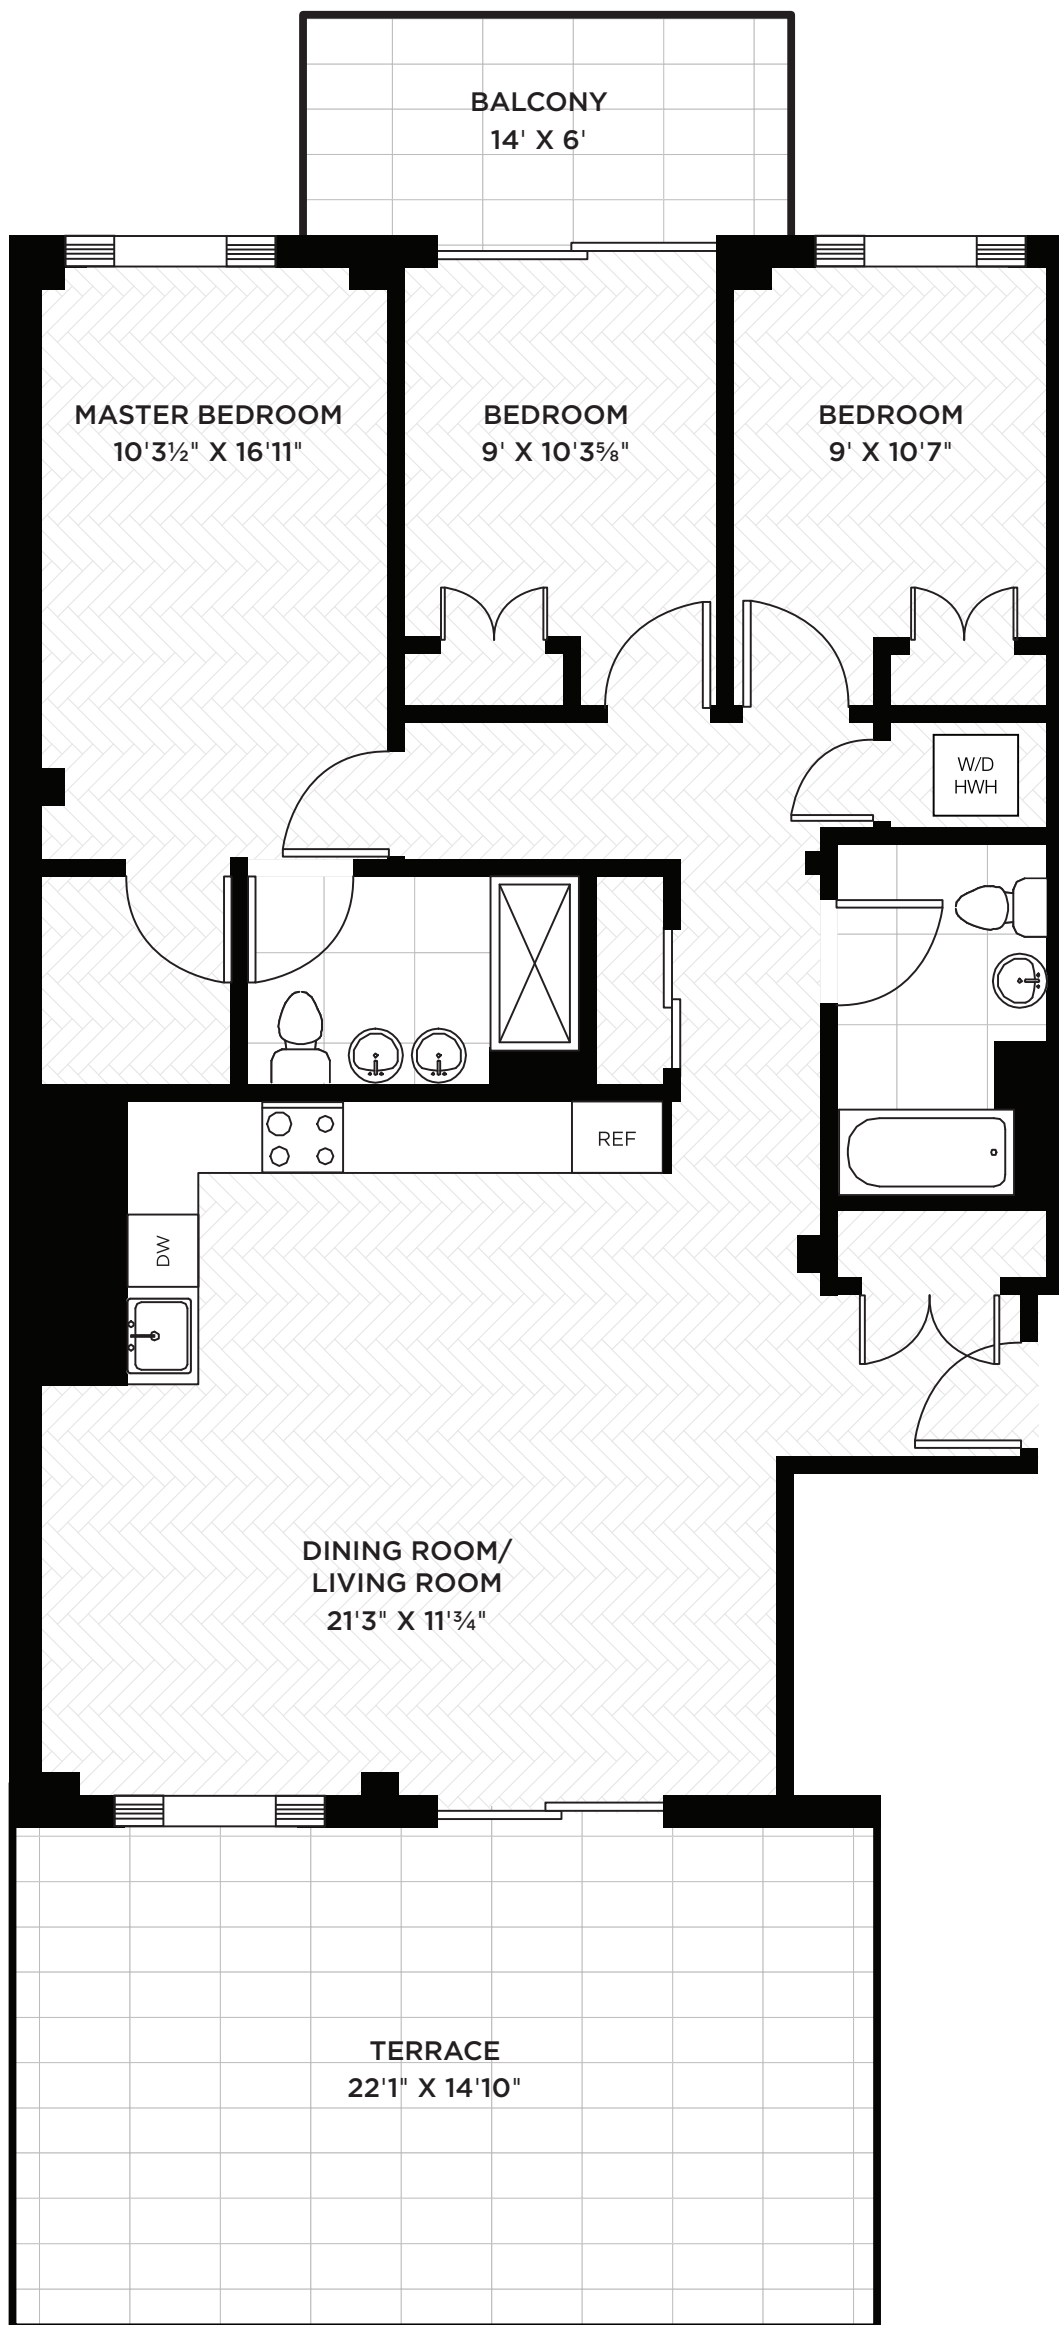 BALCONY
14' X 6'
MASTER BEDROOM
10'3½" X 16'11"
BEDROOM
9' X 10'3⅝"
BEDROOM
9' X 10'7"
W/D
HWH
REF
DW
DINING ROOM/
LIVING ROOM
21'3" X 11'¾"
TERRACE
22'1" X 14'10"